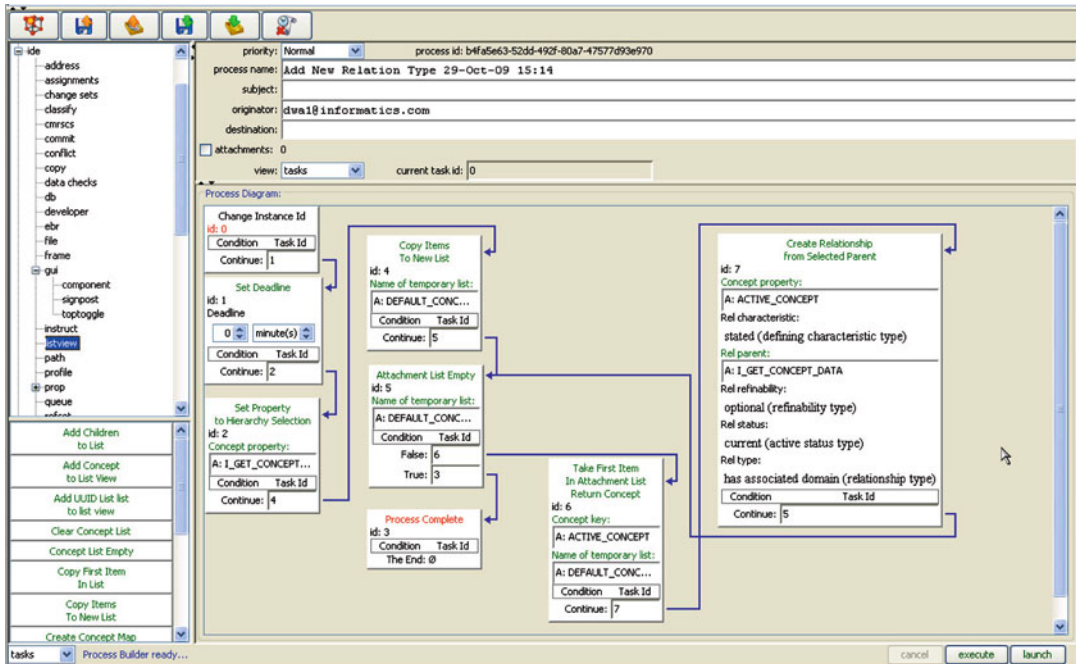 ide
address
assignments
change sets
classify
cmrscs
commit
conflict
copy
data checks
db
developer
ebr
file
frame
gui
component
signpost
toptoggle
instruct
listview
path
profile
prop
queue
refset
Add Children
to List
Add Concept
to List View
Add UUID List list
to list view
Clear Concept List
Concept List Empty
Copy First Item
In List
Copy Items
To New List
Create Concept Map
priority: Normal process id: b4fa5e63-52dd-492f-80a7-47577d93e970
process name: Add New Relation Type 29-Oct-09 15:14
subject:
originator: dwa1@informatics.com
destination:
attachments: 0
view: tasks current task id: 0
Process Diagram:
Change Instance Id
id: 0
Condition Task Id
Continue: 1
Set Deadline
id: 1
Deadline
0 minute(s)
Condition Task Id
Continue: 2
Set Property
to Hierarchy Selection
id: 2
Concept property:
A: I_GET_CONCEPT...
Condition Task Id
Continue: 4
Copy Items
To New List
id: 4
Name of temporary list:
A: DEFAULT_CONC...
Condition Task Id
Continue: 5
Attachment List Empty
id: 5
Name of temporary list:
A: DEFAULT_CONC...
Condition Task Id
False: 6
True: 3
Process Complete
id: 3
Condition Task Id
The End: Ø
Take First Item
In Attachment List
Return Concept
id: 6
Concept key:
A: ACTIVE_CONCEPT
Name of temporary list:
A: DEFAULT_CONC...
Condition Task Id
Continue: 7
Create Relationship
from Selected Parent
id: 7
Concept property:
A: ACTIVE_CONCEPT
Rel characteristic:
stated (defining characteristic type)
Rel parent:
A: I_GET_CONCEPT_DATA
Rel refinability:
optional (refinability type)
Rel status:
current (active status type)
Rel type:
has associated domain (relationship type)
Condition Task Id
Continue: 5
tasks Process Builder ready... cancel execute launch